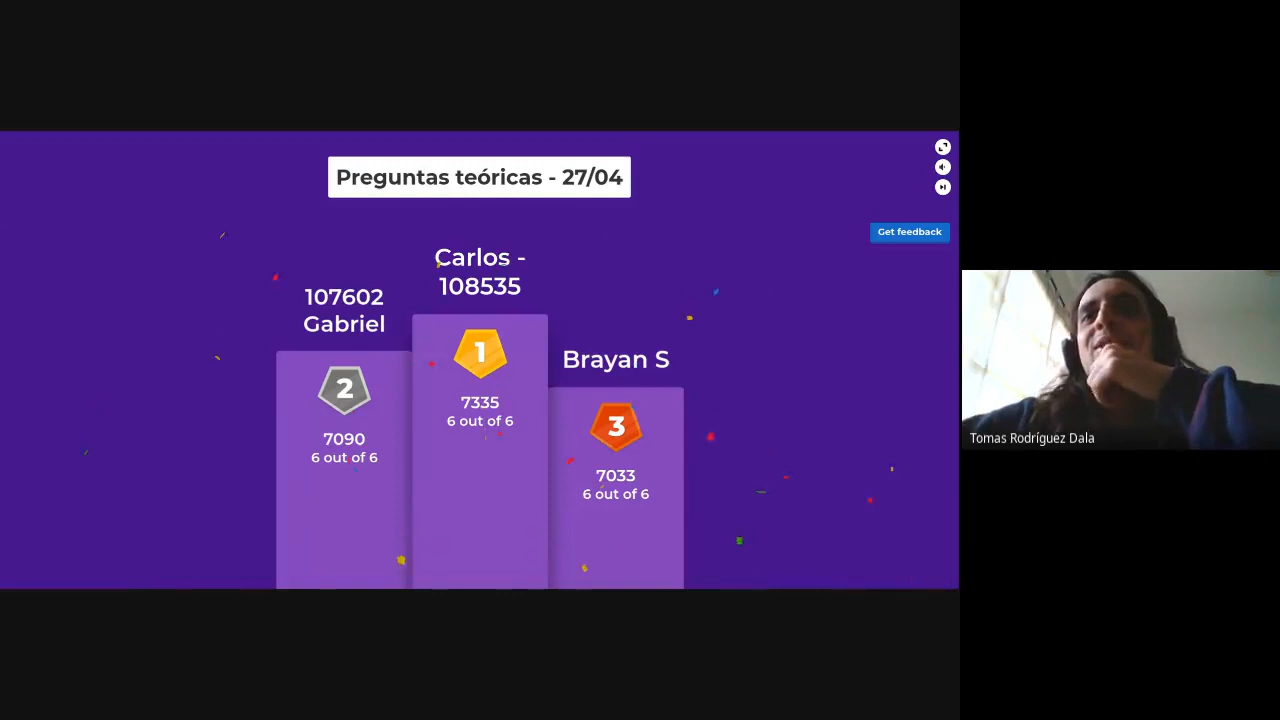 Preguntas teóricas - 27/04
Get feedback
Carlos -
108535
107602
Gabriel
Brayan S
1
7335
6 out of 6
2
7090
6 out of 6
3
7033
6 out of 6
Tomas Rodríguez Dala